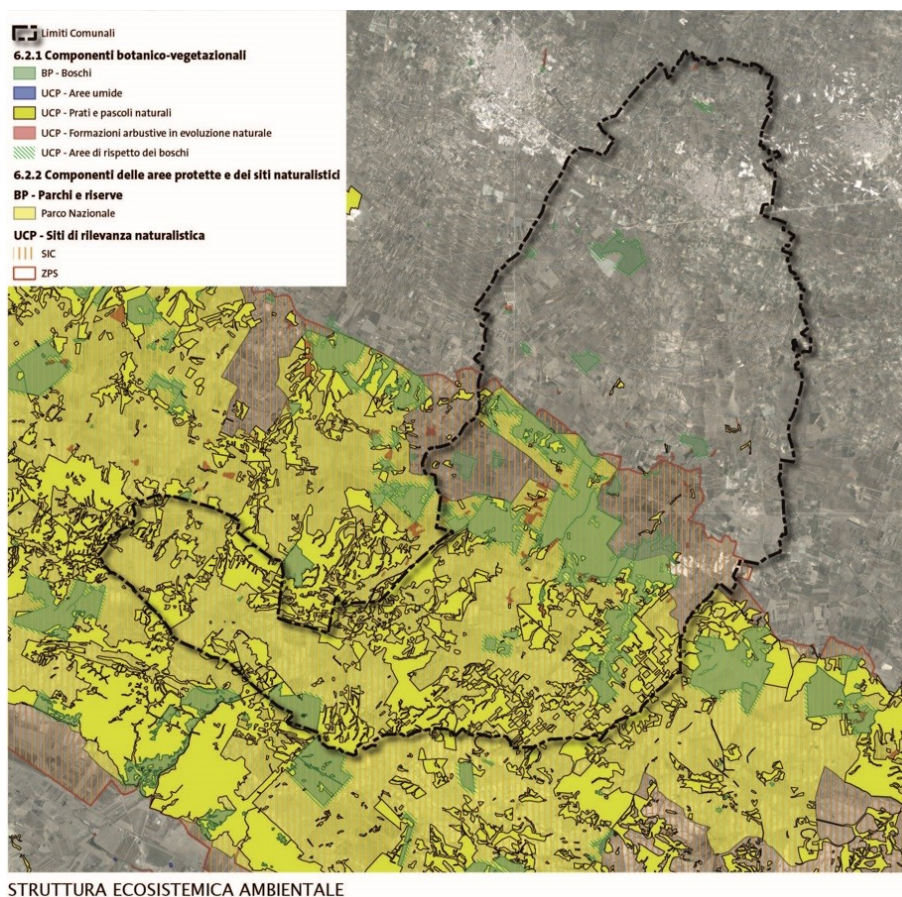 Limiti Comunali
6.2.1 Componenti botanico-vegetazionali
BP - Boschi
UCP - Aree umide
UCP - Prati e pascoli naturali
UCP - Formazioni arbustive in evoluzione naturale
UCP - Aree di rispetto dei boschi
6.2.2 Componenti delle aree protette e dei siti naturalistici
BP - Parchi e riserve
Parco Nazionale
UCP - Siti di rilevanza naturalistica
SIC
ZPS
STRUTTURA ECOSISTEMICA AMBIENTALE